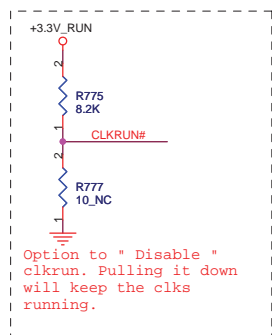 +3.3V_RUN
2
R775
8.2K
1
CLKRUN#
2
R777
10_NC
1
Option to " Disable "
clkrun. Pulling it down
will keep the clks
running.